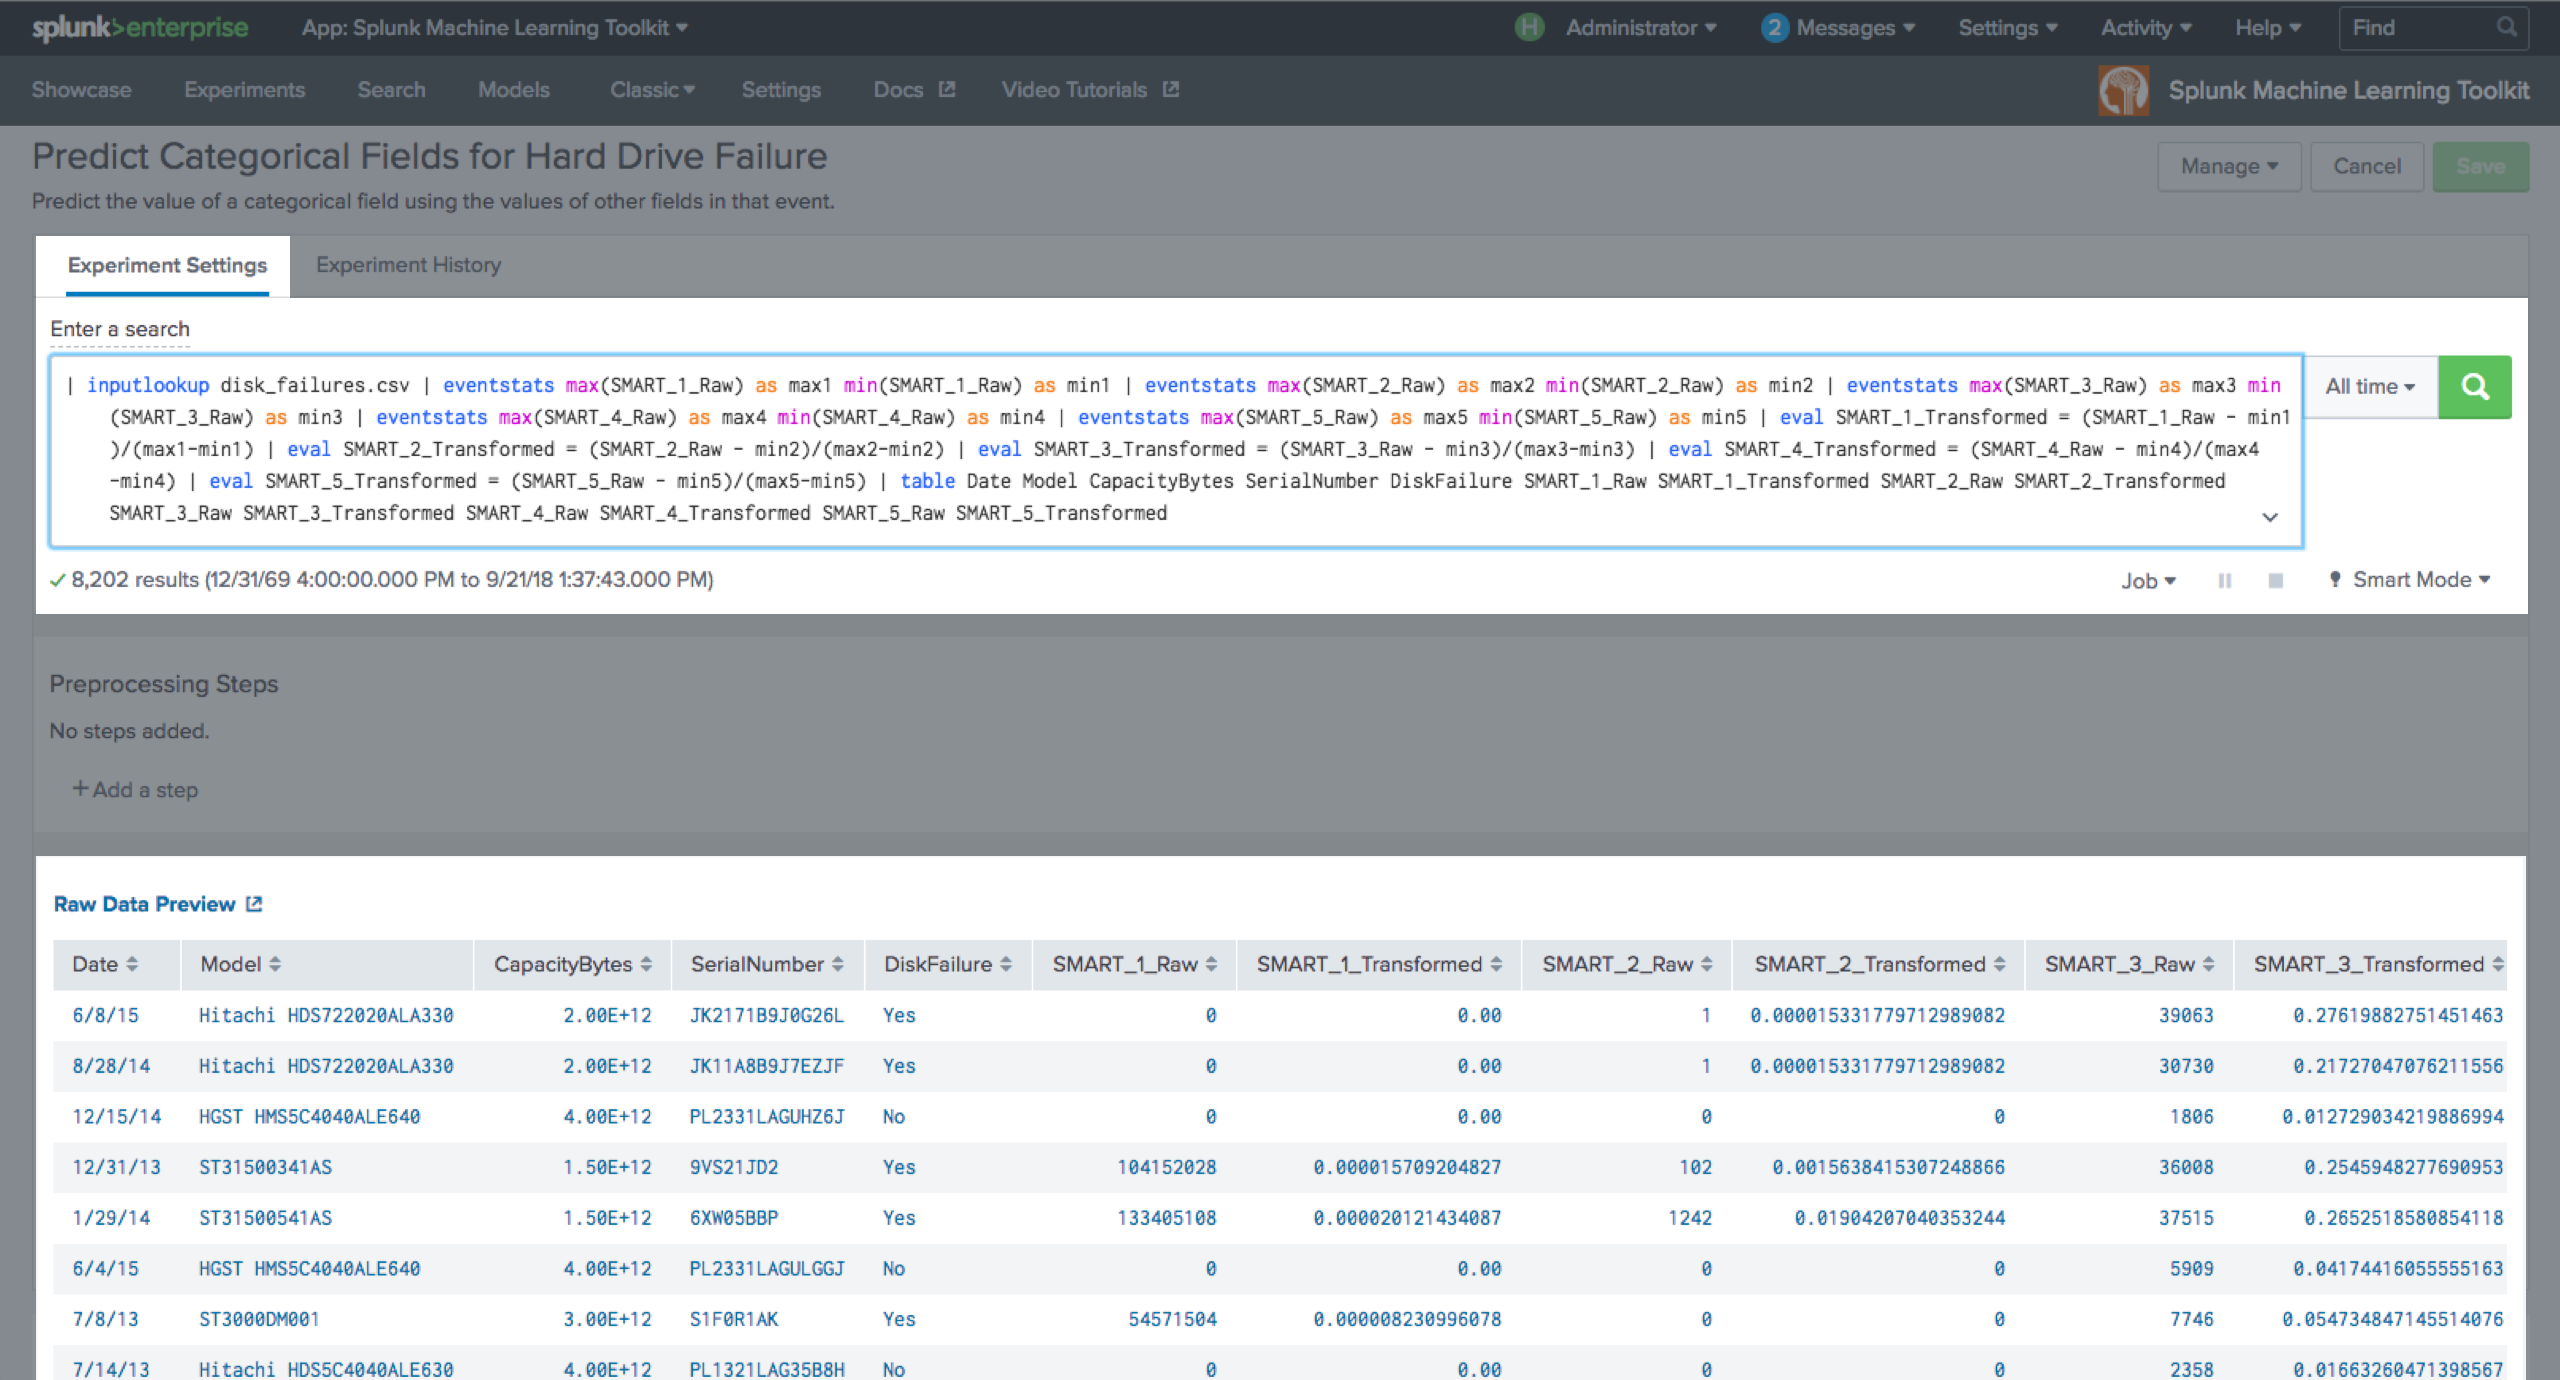 splunk>enterprise App: Splunk Machine Learning Toolkit H Administrator 2 Messages Settings Activity Help Find
Showcase Experiments Search Models Classic Settings Docs Video Tutorials Splunk Machine Learning Toolkit
Predict Categorical Fields for Hard Drive Failure Manage Cancel Save
Predict the value of a categorical field using the values of other fields in that event.
Experiment Settings Experiment History
Enter a search
| inputlookup disk_failures.csv | eventstats max(SMART_1_Raw) as max1 min(SMART_1_Raw) as min1 | eventstats max(SMART_2_Raw) as max2 min(SMART_2_Raw) as min2 | eventstats max(SMART_3_Raw) as max3 min All time
(SMART_3_Raw) as min3 | eventstats max(SMART_4_Raw) as max4 min(SMART_4_Raw) as min4 | eventstats max(SMART_5_Raw) as max5 min(SMART_5_Raw) as min5 | eval SMART_1_Transformed = (SMART_1_Raw - min1
)/(max1-min1) | eval SMART_2_Transformed = (SMART_2_Raw - min2)/(max2-min2) | eval SMART_3_Transformed = (SMART_3_Raw - min3)/(max3-min3) | eval SMART_4_Transformed = (SMART_4_Raw - min4)/(max4
-min4) | eval SMART_5_Transformed = (SMART_5_Raw - min5)/(max5-min5) | table Date Model CapacityBytes SerialNumber DiskFailure SMART_1_Raw SMART_1_Transformed SMART_2_Raw SMART_2_Transformed
SMART_3_Raw SMART_3_Transformed SMART_4_Raw SMART_4_Transformed SMART_5_Raw SMART_5_Transformed
8,202 results (12/31/69 4:00:00.000 PM to 9/21/18 1:37:43.000 PM) Job Smart Mode
Preprocessing Steps
No steps added.
+ Add a step
Raw Data Preview
Date Model CapacityBytes SerialNumber DiskFailure SMART_1_Raw SMART_1_Transformed SMART_2_Raw SMART_2_Transformed SMART_3_Raw SMART_3_Transformed
6/8/15 Hitachi HDS722020ALA330 2.00E+12 JK2171B9J0G26L Yes 0 0.00 1 0.000015331779712989082 39063 0.27619882751451463
8/28/14 Hitachi HDS722020ALA330 2.00E+12 JK11A8B9J7EZJF Yes 0 0.00 1 0.000015331779712989082 30730 0.21727047076211556
12/15/14 HGST HMS5C4040ALE640 4.00E+12 PL2331LAGUHZ6J No 0 0.00 0 0 1806 0.012729034219886994
12/31/13 ST31500341AS 1.50E+12 9VS21JD2 Yes 104152028 0.000015709204827 102 0.0015638415307248866 36008 0.2545948277690953
1/29/14 ST31500541AS 1.50E+12 6XW05BBP Yes 133405108 0.000020121434087 1242 0.01904207040353244 37515 0.2652518580854118
6/4/15 HGST HMS5C4040ALE640 4.00E+12 PL2331LAGULGGJ No 0 0.00 0 0 5909 0.04174416055555163
7/8/13 ST3000DM001 3.00E+12 S1F0R1AK Yes 54571504 0.000008230996078 0 0 7746 0.054734847145514076
7/14/13 Hitachi HDS5C4040ALE630 4.00E+12 PL1321LAG35B8H No 0 0.00 0 0 2358 0.016632604713985​67